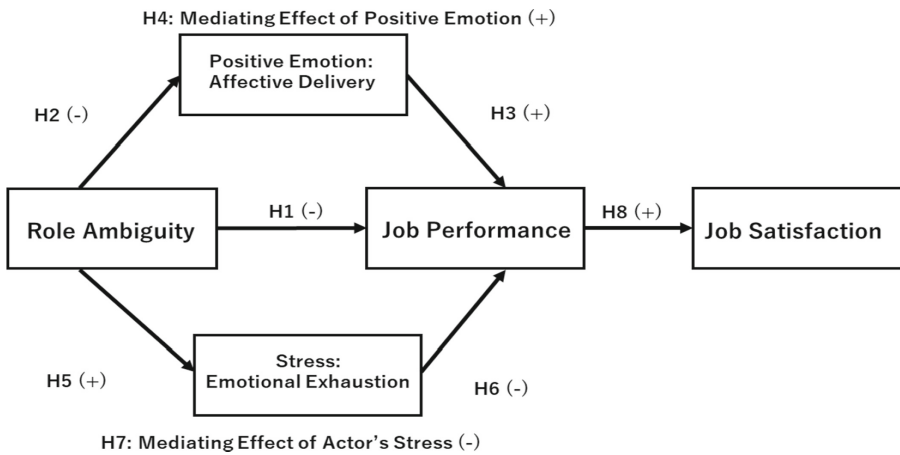 H4: Mediating Effect of Positive Emotion (+)
Positive Emotion:
Affective Delivery
H2 (-)
H3 (+)
Role Ambiguity
H1 (-)
Job Performance
H8 (+)
Job Satisfaction
Stress:
Emotional Exhaustion
H5 (+)
H6 (-)
H7: Mediating Effect of Actor's Stress (-)